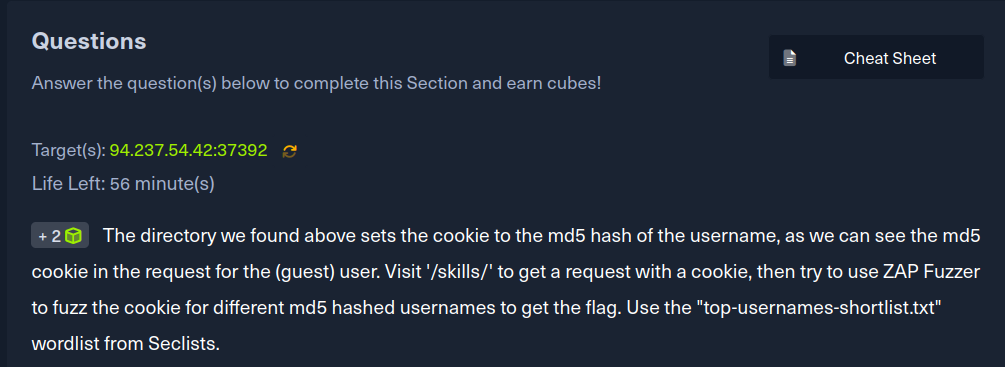 Questions
Cheat Sheet
Answer the question(s) below to complete this Section and earn cubes!
Target(s): 94.237.54.42:37392
Life Left: 56 minute(s)
+ 2 The directory we found above sets the cookie to the md5 hash of the username, as we can see the md5
cookie in the request for the (guest) user. Visit '/skills/' to get a request with a cookie, then try to use ZAP Fuzzer
to fuzz the cookie for different md5 hashed usernames to get the flag. Use the "top-usernames-shortlist.txt"
wordlist from Seclists.